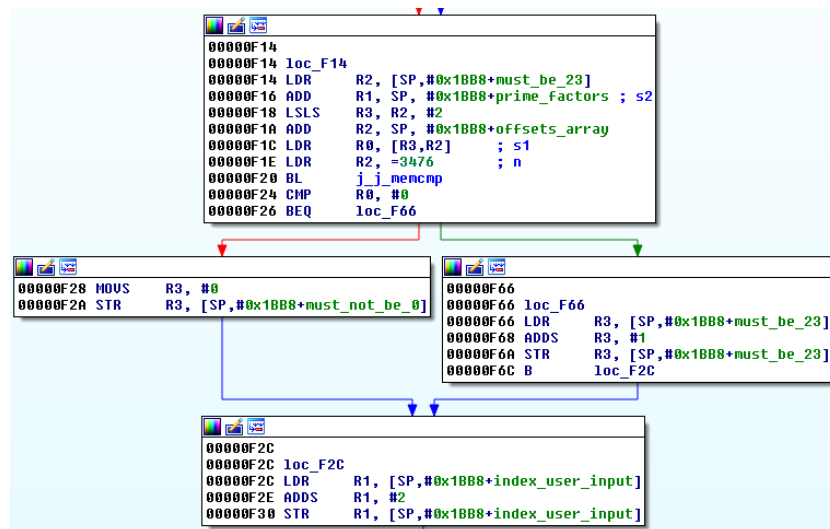 00000F14
00000F14 loc_F14
00000F14 LDR R2, [SP,#0x1BB8+must_be_23]
00000F16 ADD R1, SP, #0x1BB8+prime_factors ; s2
00000F18 LSLS R3, R2, #2
00000F1A ADD R2, SP, #0x1BB8+offsets_array
00000F1C LDR R0, [R3,R2] ; s1
00000F1E LDR R2, =3476 ; n
00000F20 BL j_j_memcmp
00000F24 CMP R0, #0
00000F26 BEQ loc_F66
00000F28 MOVS R3, #0
00000F2A STR R3, [SP,#0x1BB8+must_not_be_0]
00000F66
00000F66 loc_F66
00000F66 LDR R3, [SP,#0x1BB8+must_be_23]
00000F68 ADDS R3, #1
00000F6A STR R3, [SP,#0x1BB8+must_be_23]
00000F6C B loc_F2C
00000F2C
00000F2C loc_F2C
00000F2C LDR R1, [SP,#0x1BB8+index_user_input]
00000F2E ADDS R1, #2
00000F30 STR R1, [SP,#0x1BB8+index_user_input]